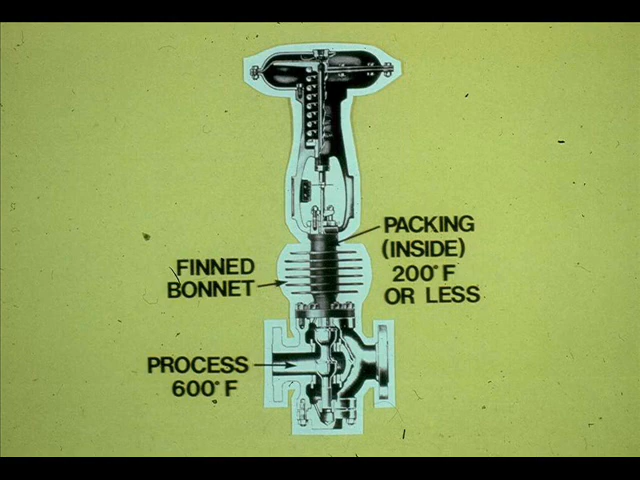 PACKING
(INSIDE)
200°F
OR LESS
FINNED
BONNET
PROCESS
600°F